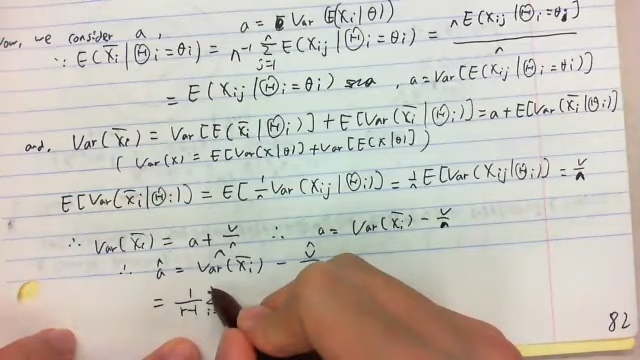 Now, we consider a, a = Var(E(Xi|θ))
∵ E(X̄i|Θi=θi) = n⁻¹ Σⁿⱼ₌₁ E(Xij|Θi=θi) = nE(Xij|Θi=θi) / n
= E(Xij|Θi=θi) , a = Var[E(Xij|Θi=θi)]
and, Var(X̄i) = Var[E(X̄i|Θi)] + E[Var(X̄i|Θi)] = a + E[Var(X̄i|Θi)]
(Var(X) = E[Var(X|θ)] + Var[E(X|θ)])
E[Var(X̄i|Θi)] = E[1/n Var(Xij|Θi)] = 1/n E[Var(Xij|Θi)] = v/n
∴ Var(X̄i) = a + v/n ∴ a = Var(X̄i) - v/n
∴ â = V̂ar(X̄i) - v̂
= 1/(r-1) Σ
82